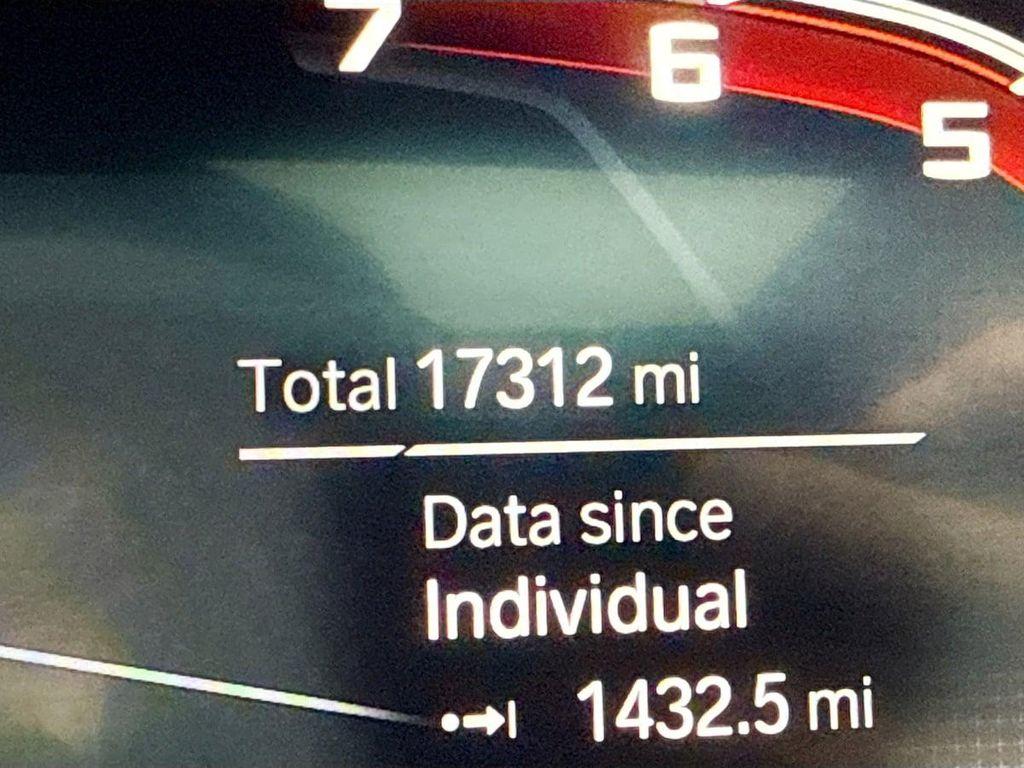 7
6
5
Total 17312 mi
Data since
Individual
1432.5 mi